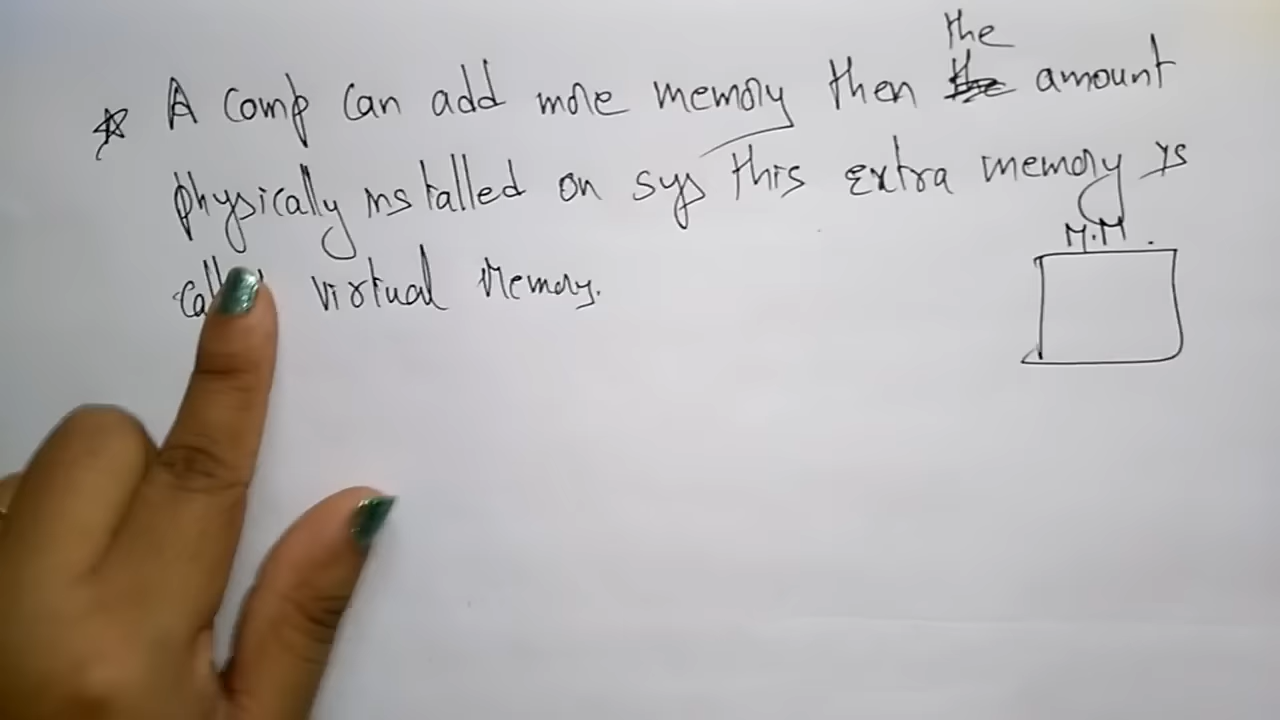 the
A comp can add more memory then the amount
physically installed on sys this extra memory is
virtual Memory.
M.M.